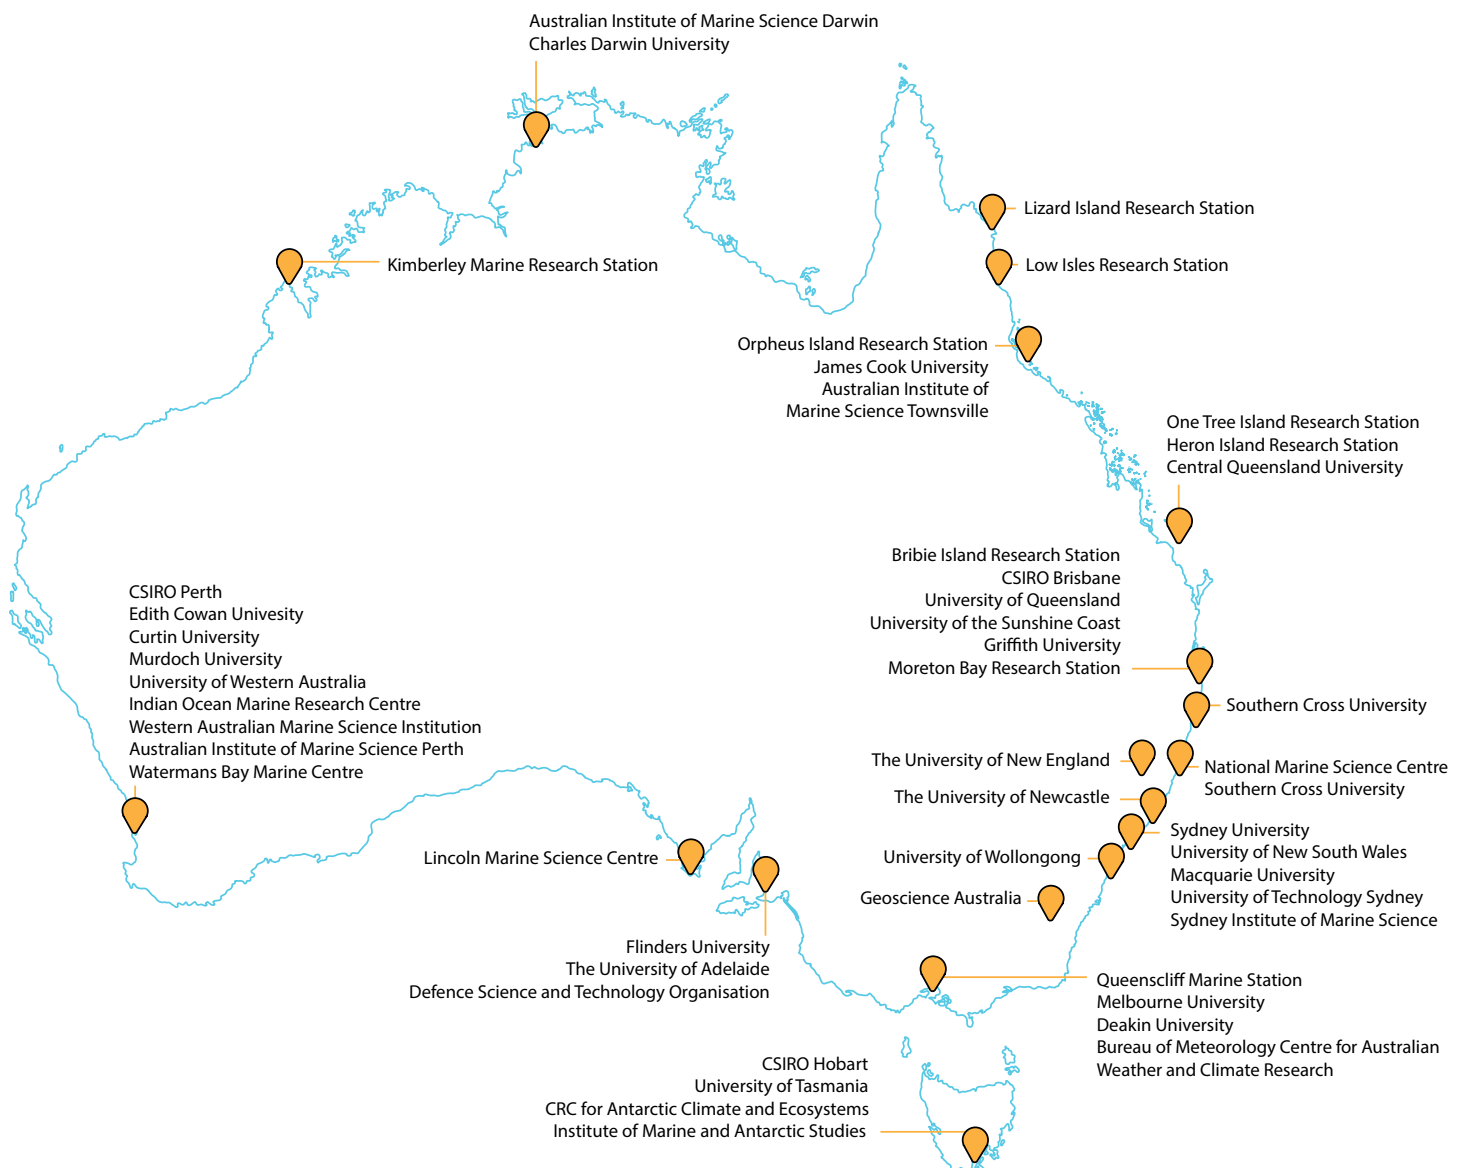 Australian Institute of Marine Science Darwin
Charles Darwin University
Lizard Island Research Station
Kimberley Marine Research Station
Low Isles Research Station
Orpheus Island Research Station
James Cook University
Australian Institute of
Marine Science Townsville
One Tree Island Research Station
Heron Island Research Station
Central Queensland University
Bribie Island Research Station
CSIRO Brisbane
University of Queensland
University of the Sunshine Coast
Griffith University
Moreton Bay Research Station
CSIRO Perth
Edith Cowan Univesity
Curtin University
Murdoch University
University of Western Australia
Indian Ocean Marine Research Centre
Western Australian Marine Science Institution
Australian Institute of Marine Science Perth
Watermans Bay Marine Centre
Southern Cross University
The University of New England
National Marine Science Centre
Southern Cross University
The University of Newcastle
Sydney University
University of New South Wales
Macquarie University
University of Technology Sydney
Sydney Institute of Marine Science
University of Wollongong
Lincoln Marine Science Centre
Geoscience Australia
Flinders University
The University of Adelaide
Defence Science and Technology Organisation
Queenscliff Marine Station
Melbourne University
Deakin University
Bureau of Meteorology Centre for Australian
Weather and Climate Research
CSIRO Hobart
University of Tasmania
CRC for Antarctic Climate and Ecosystems
Institute of Marine and Antarctic Studies